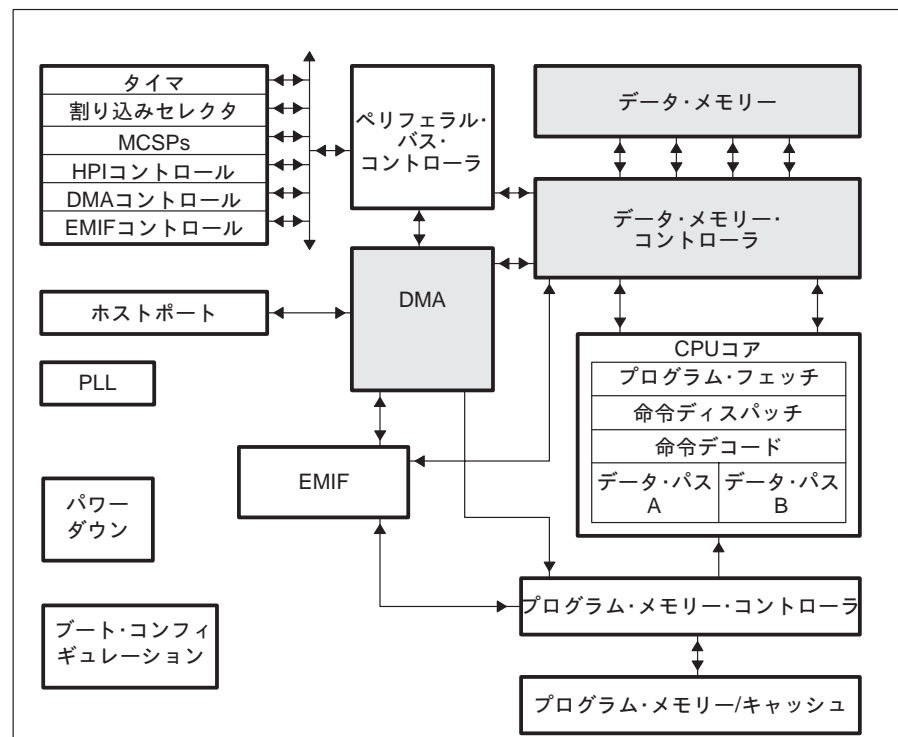 タイマ
割り込みセレクタ
MCSPs
HPIコントロール
DMAコントロール
EMIFコントロール
ペリフェラル・
バス・
コントローラ
データ・メモリー
データ・メモリー・
コントローラ
DMA
ホストポート
PLL
CPUコア
プログラム・フェッチ
命令ディスパッチ
命令デコード
データ・パス
A
データ・パス
B
EMIF
パワー
ダウン
プログラム・メモリー・コントローラ
ブート・コンフィ
ギュレーション
プログラム・メモリー/キャッシュ